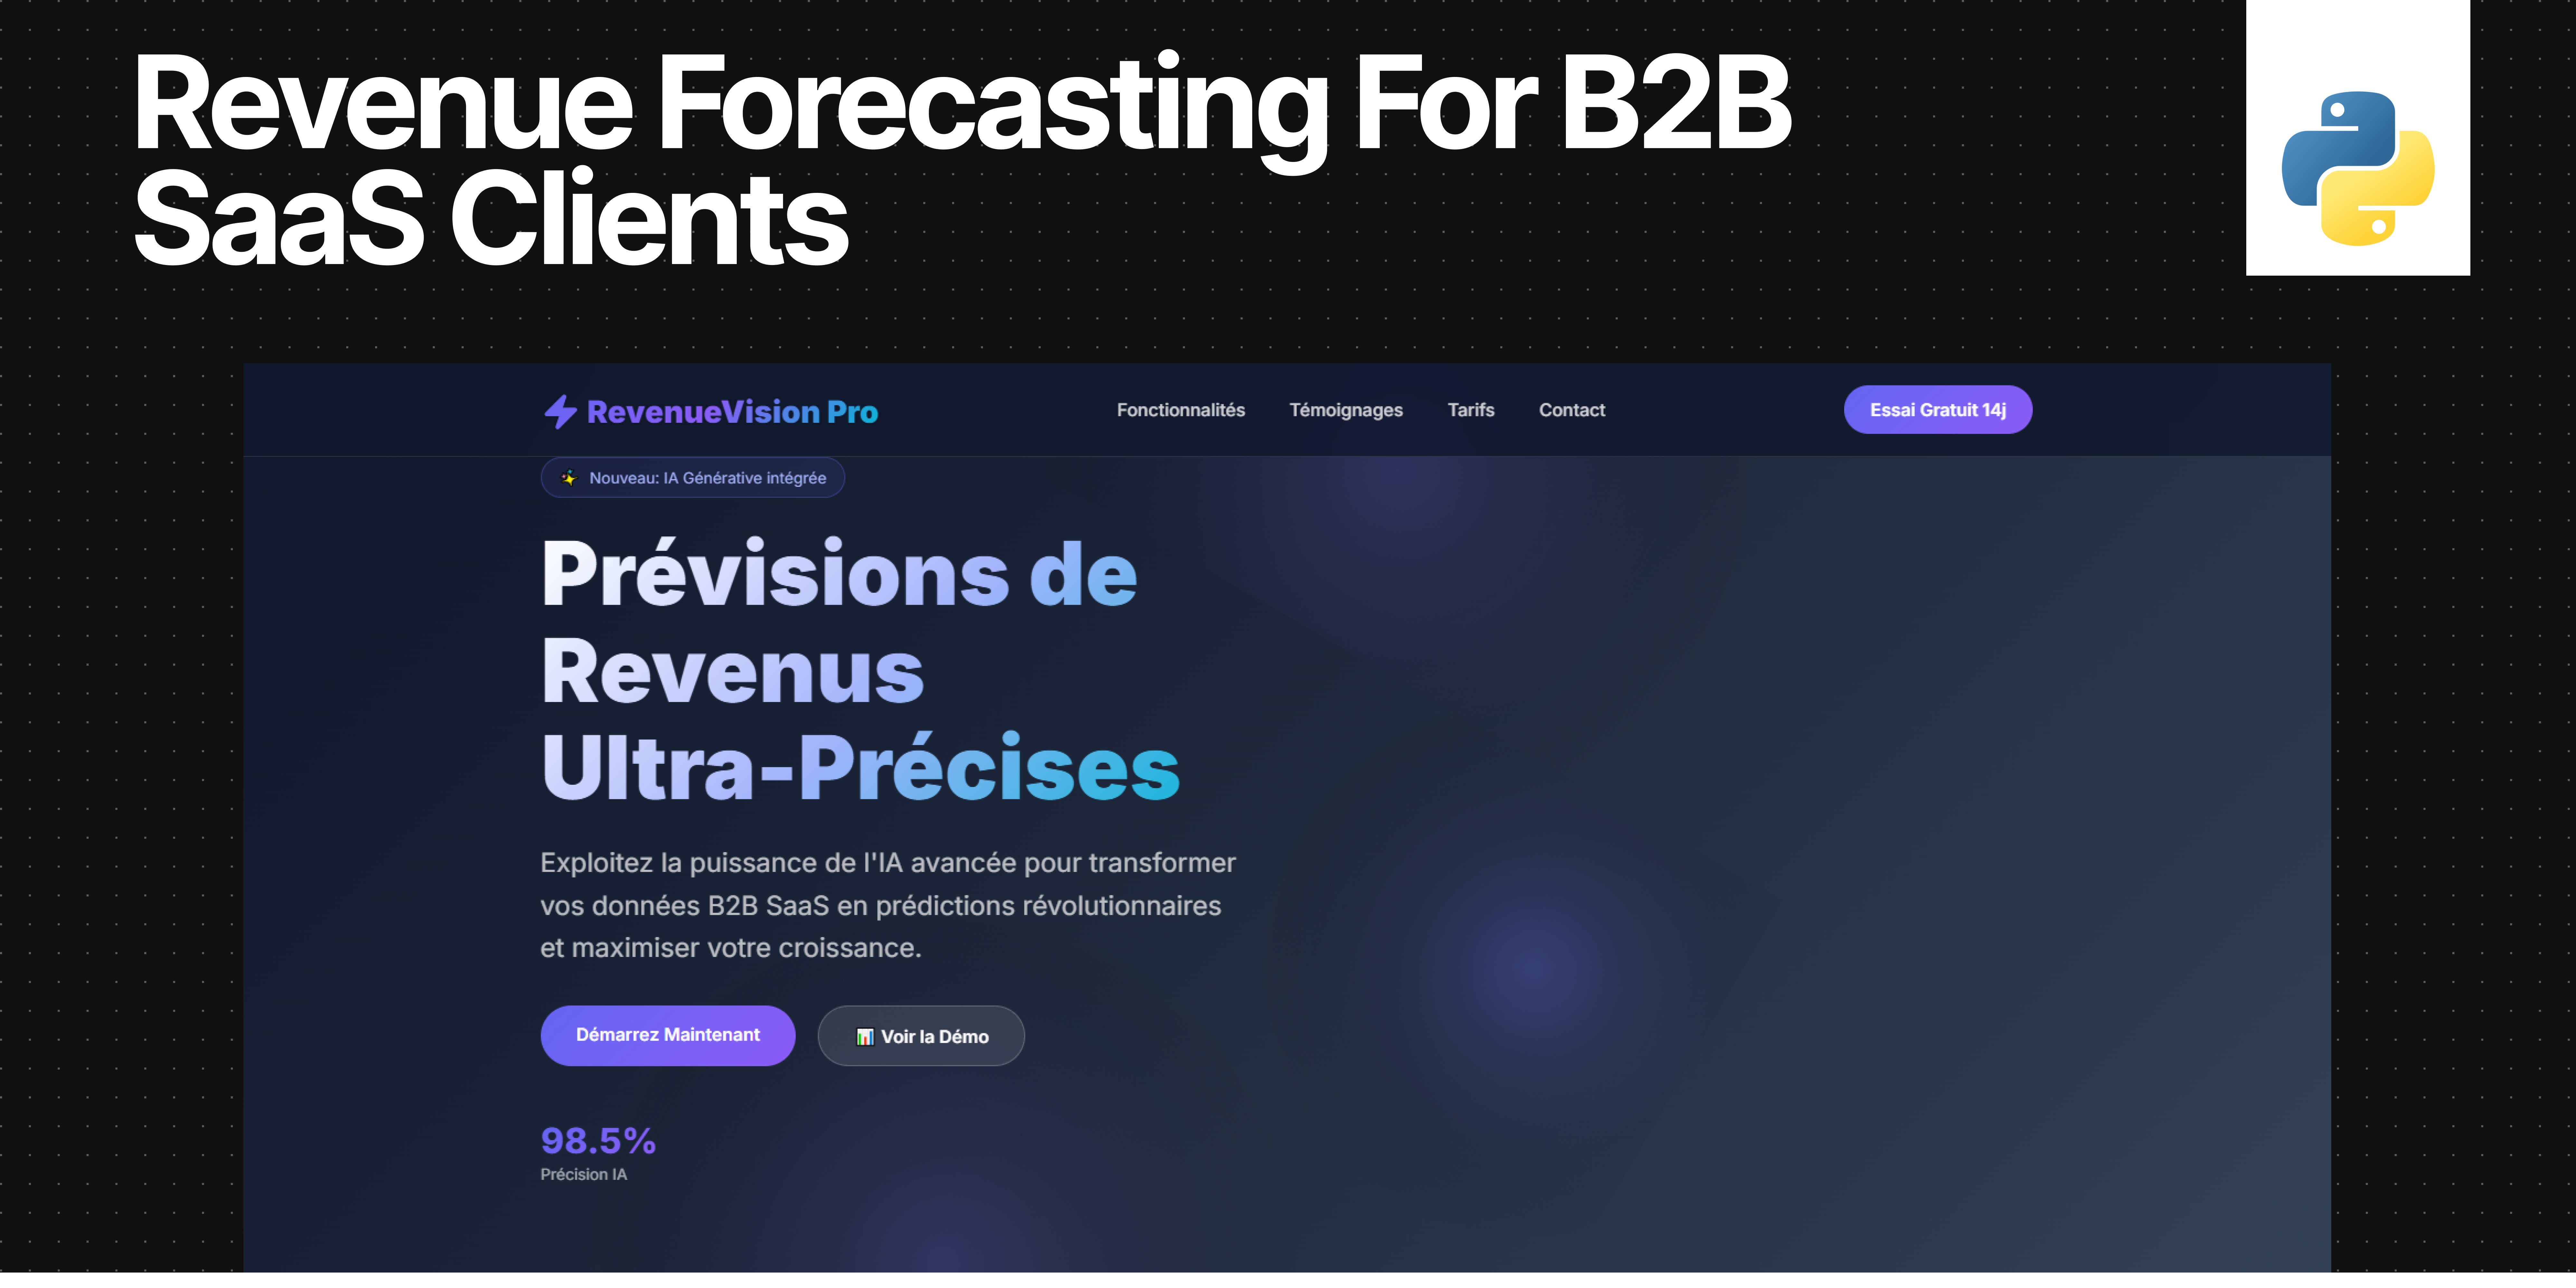 Revenue Forecasting For B2B
SaaS Clients
RevenueVision Pro
Fonctionnalités
Témoignages
Tarifs
Contact
Essai Gratuit 14j
Nouveau: IA Générative intégrée
Prévisions de
Revenus
Ultra-Précises
Exploitez la puissance de l'IA avancée pour transformer
vos données B2B SaaS en prédictions révolutionnaires
et maximiser votre croissance.
Démarrez Maintenant
Voir la Démo
98.5%
Précision IA